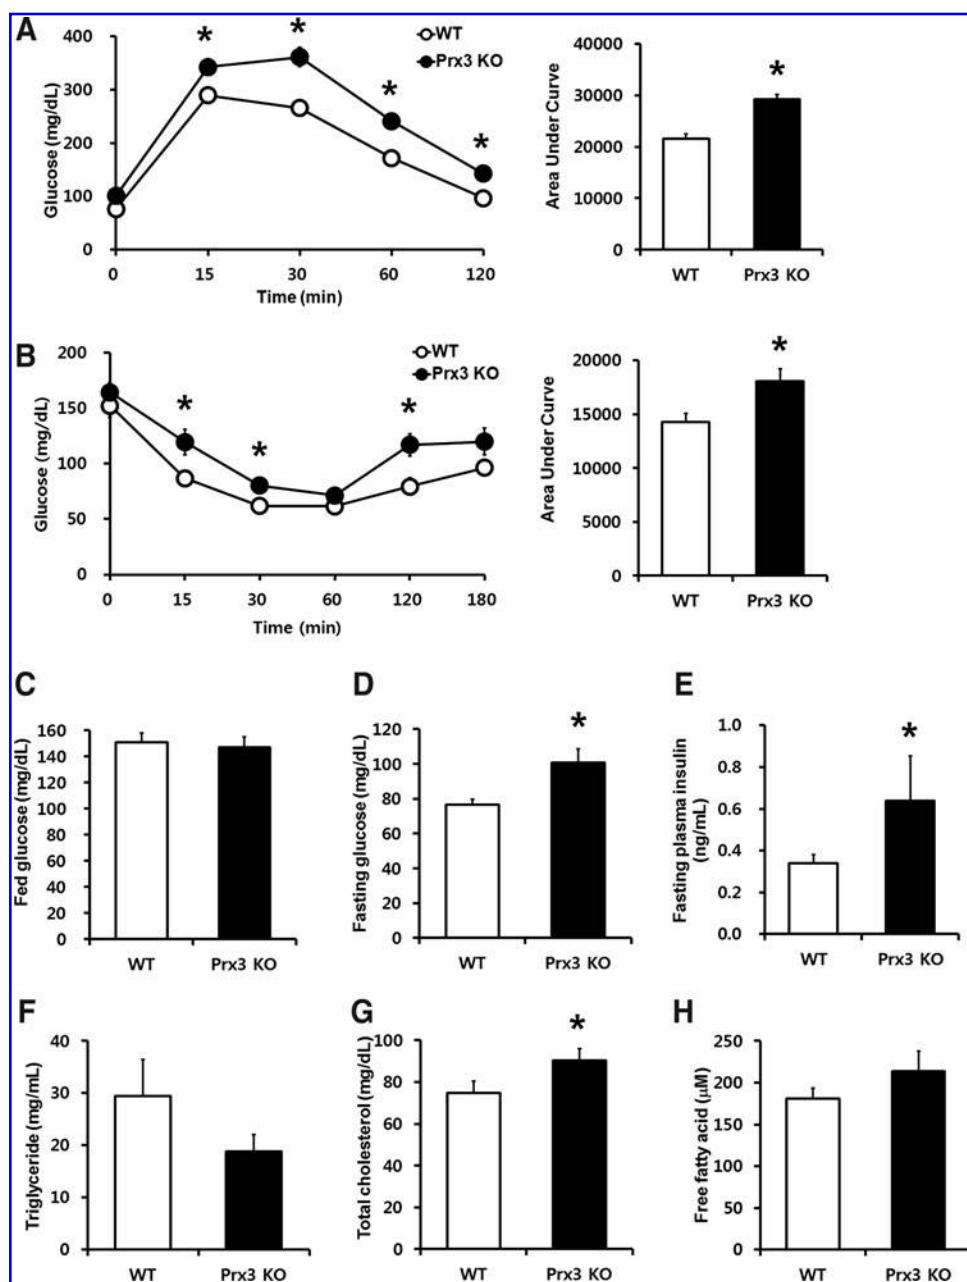 A
WT
Prx3 KO
Glucose (mg/dL)
400
300
200
100
0
* * * *
0 15 30 60 120
Time (min)
Area Under Curve
40000
30000
20000
10000
0
*
WT Prx3 KO
B
WT
Prx3 KO
Glucose (mg/dL)
200
150
100
50
0
* * *
0 15 30 60 120 180
Time (min)
Area Under Curve
20000
15000
10000
5000
0
*
WT Prx3 KO
C
Fed glucose (mg/dL)
160
140
120
100
80
60
40
20
0
WT Prx3 KO
D
Fasting glucose (mg/dL)
120
100
80
60
40
20
0
*
WT Prx3 KO
E
Fasting plasma insulin
(ng/mL)
1.0
0.8
0.6
0.4
0.2
0.0
*
WT Prx3 KO
F
Triglyceride (mg/mL)
40
30
20
10
0
WT Prx3 KO
G
Total cholesterol (mg/dL)
100
80
60
40
20
0
*
WT Prx3 KO
H
Free fatty acid (μM)
250
200
150
100
50
0
WT Prx3 KO